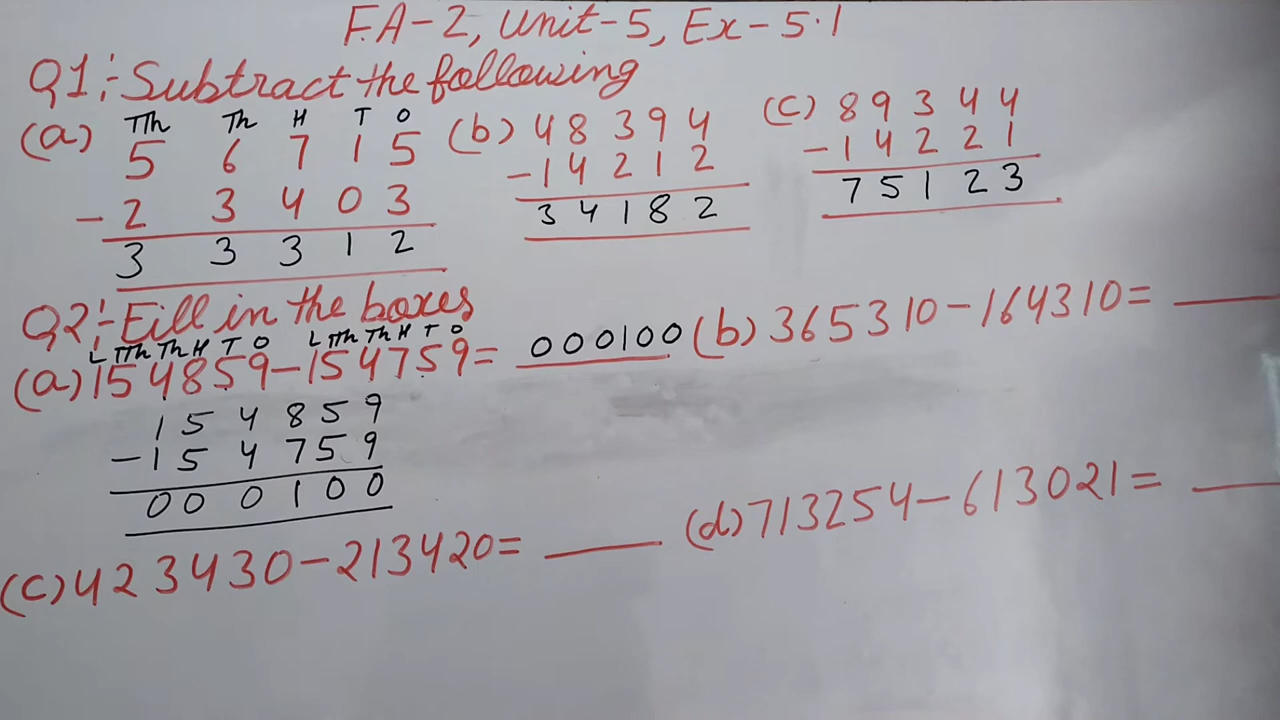 F.A-2, Unit-5, Ex-5.1
Q1:- Subtract the following
(a) TTh Th H T O
5 6 7 1 5
- 2 3 4 0 3
3 3 3 1 2
(b) 4 8 3 9 4
- 1 4 2 1 2
3 4 1 8 2
(c) 8 9 3 4 4
- 1 4 2 2 1
7 5 1 2 3
Q2:- Fill in the boxes
L TTh Th H T O L TTh Th H T O
(a) 154859 - 154759 = 000100
1 5 4 8 5 9
- 1 5 4 7 5 9
0 0 0 1 0 0
(b) 365310 - 164310 = ____
(c) 423430 - 213420 = ____
(d) 713254 - 613021 = ____